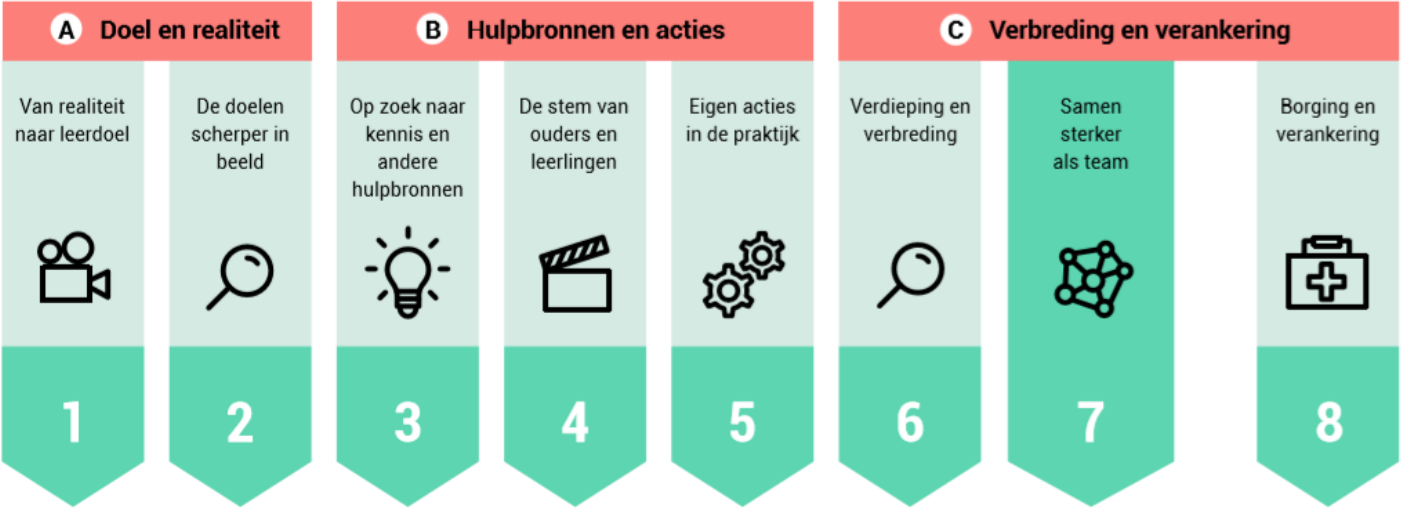 A Doel en realiteit
B Hulpbronnen en acties
C Verbreding en verankering
Van realiteit
naar leerdoel
1
De doelen
scherper in
beeld
2
Op zoek naar
kennis en
andere
hulpbronnen
3
De stem van
ouders en
leerlingen
4
Eigen acties
in de praktijk
5
Verdieping en
verbreding
6
Samen
sterker
als team
7
Borging en
verankering
8